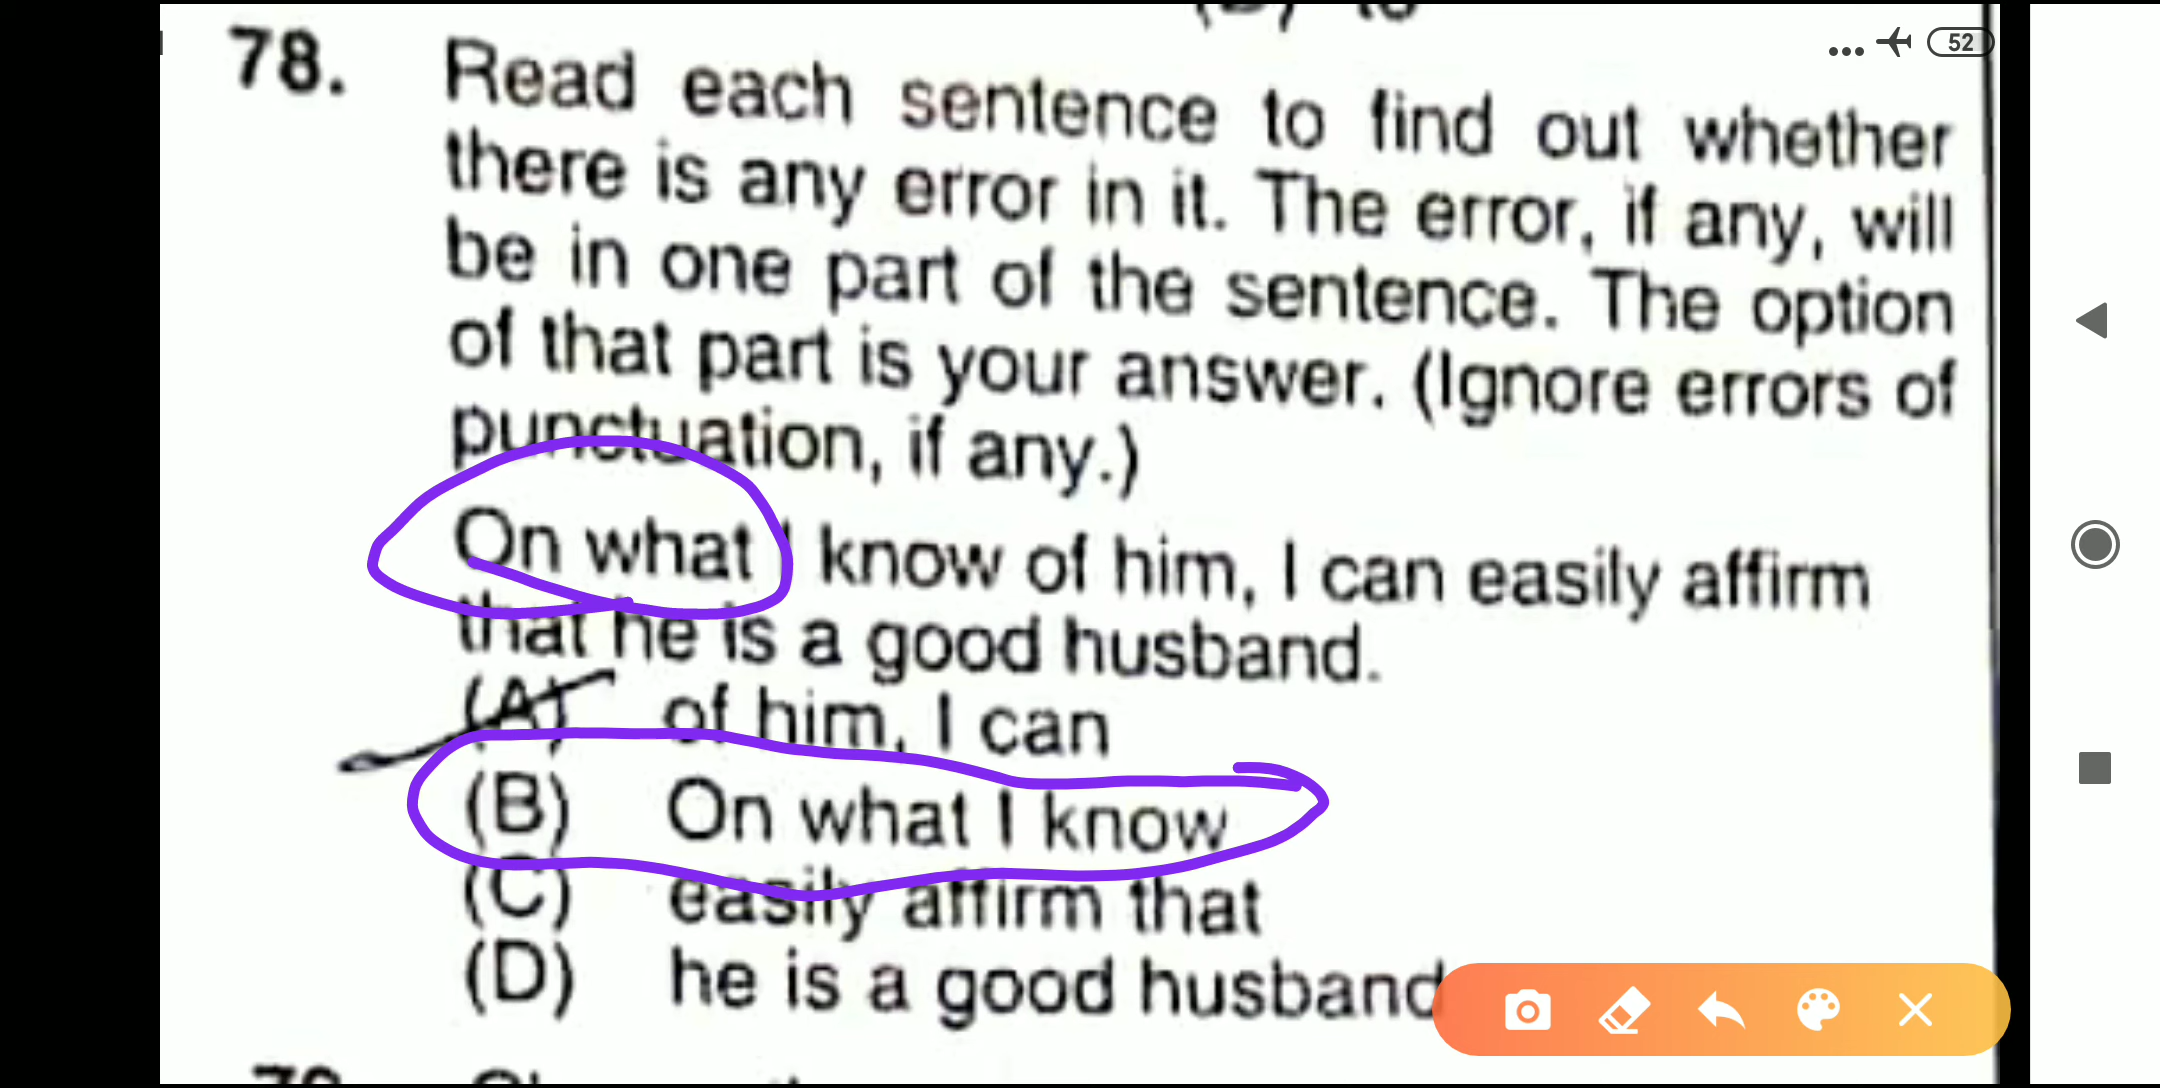 52
78. Read each sentence to find out whether
there is any error in it. The error, if any, will
be in one part of the sentence. The option
of that part is your answer. (Ignore errors of
punctuation, if any.)
On what I know of him, I can easily affirm
that he is a good husband.
(A) of him, I can
(B) On what I know
(C) easily affirm that
(D) he is a good husband